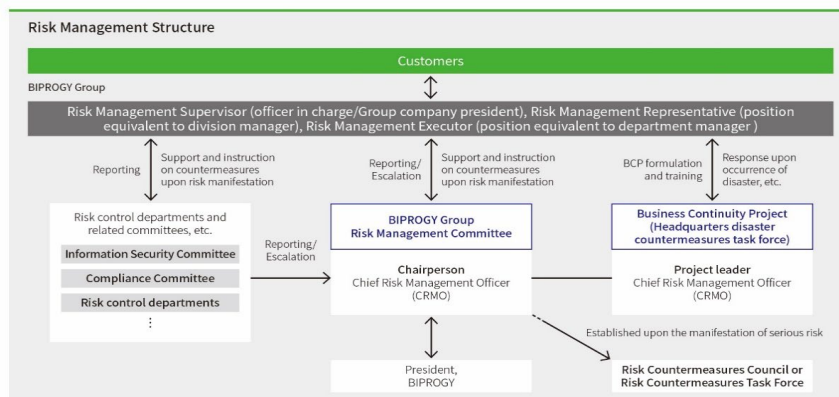 Risk Management Structure
Customers
BIPROGY Group
Risk Management Supervisor (officer in charge/Group company president), Risk Management Representative (position
equivalent to division manager), Risk Management Executor (position equivalent to department manager )
Reporting
Support and instruction
on countermeasures
upon risk manifestation
Reporting/
Escalation
Support and instruction
on countermeasures
upon risk manifestation
BCP formulation
and training
Response upon
occurrence of
disaster, etc.
Risk control departments and
related committees, etc.
Information Security Committee
Compliance Committee
Risk control departments
⋮
Reporting/
Escalation
BIPROGY Group
Risk Management Committee
Chairperson
Chief Risk Management Officer
(CRMO)
Business Continuity Project
(Headquarters disaster
countermeasures task force)
Project leader
Chief Risk Management Officer
(CRMO)
Established upon the manifestation of serious risk
President,
BIPROGY
Risk Countermeasures Council or
Risk Countermeasures Task Force